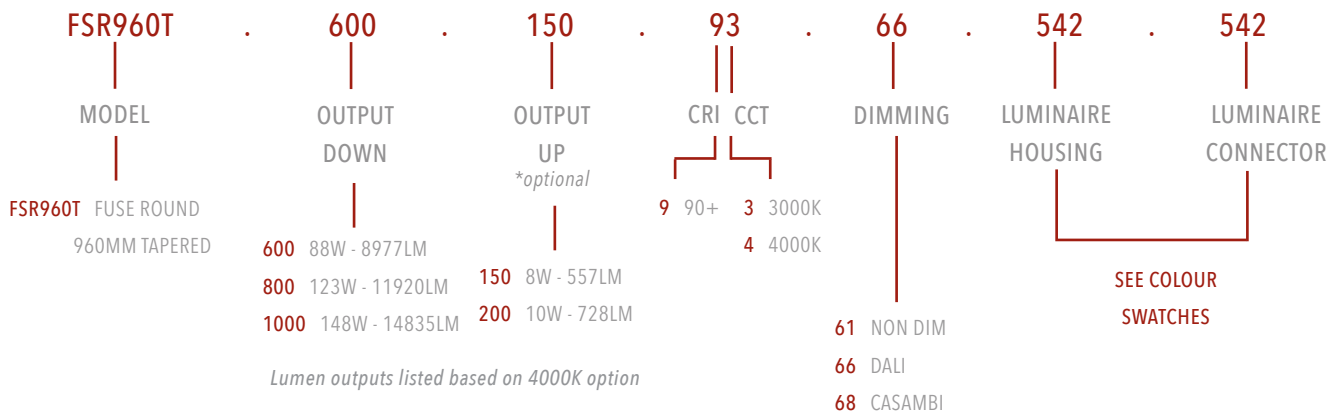 FSR960T . 600 . 150 . 93 . 66 . 542 . 542
MODEL
FSR960T FUSE ROUND
960MM TAPERED
OUTPUT
DOWN
600 88W - 8977LM
800 123W - 11920LM
1000 148W - 14835LM
OUTPUT
UP
*optional
150 8W - 557LM
200 10W - 728LM
Lumen outputs listed based on 4000K option
CRI CCT
9 90+ 3 3000K
4 4000K
DIMMING
61 NON DIM
66 DALI
68 CASAMBI
LUMINAIRE
HOUSING
LUMINAIRE
CONNECTOR
SEE COLOUR
SWATCHES